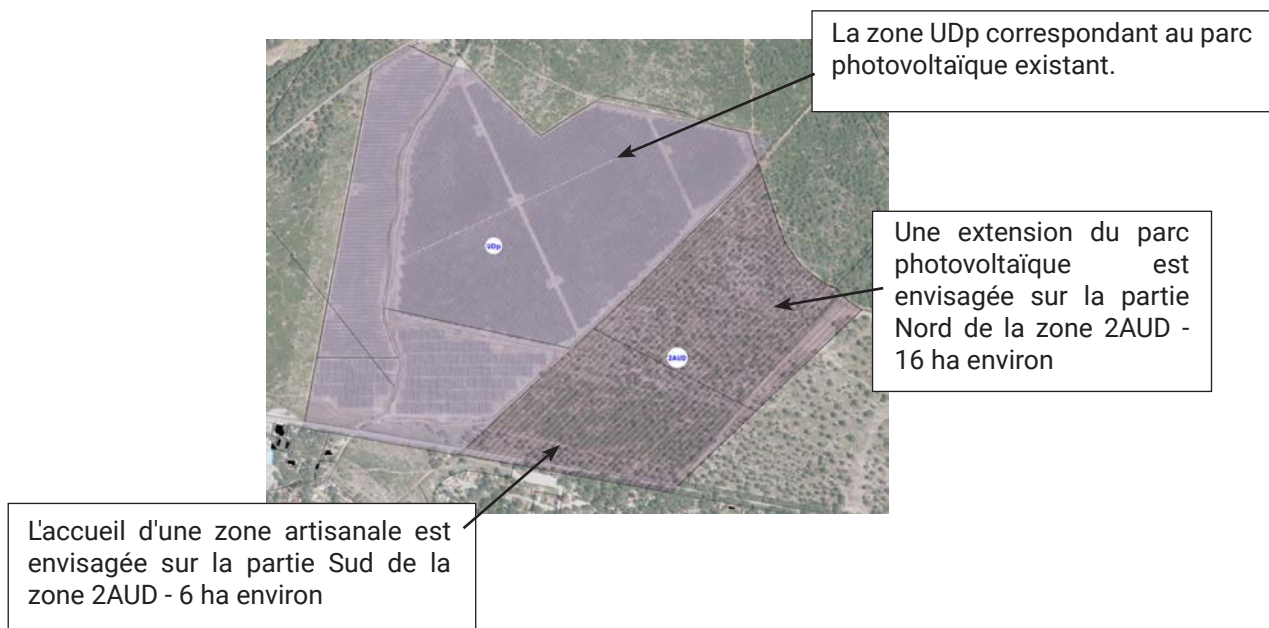 La zone UDp correspondant au parc
photovoltaïque existant.
UDp
Une extension du parc
photovoltaïque est
envisagée sur la partie
Nord de la zone 2AUD -
16 ha environ
2AUD
L'accueil d'une zone artisanale est
envisagée sur la partie Sud de la
zone 2AUD - 6 ha environ